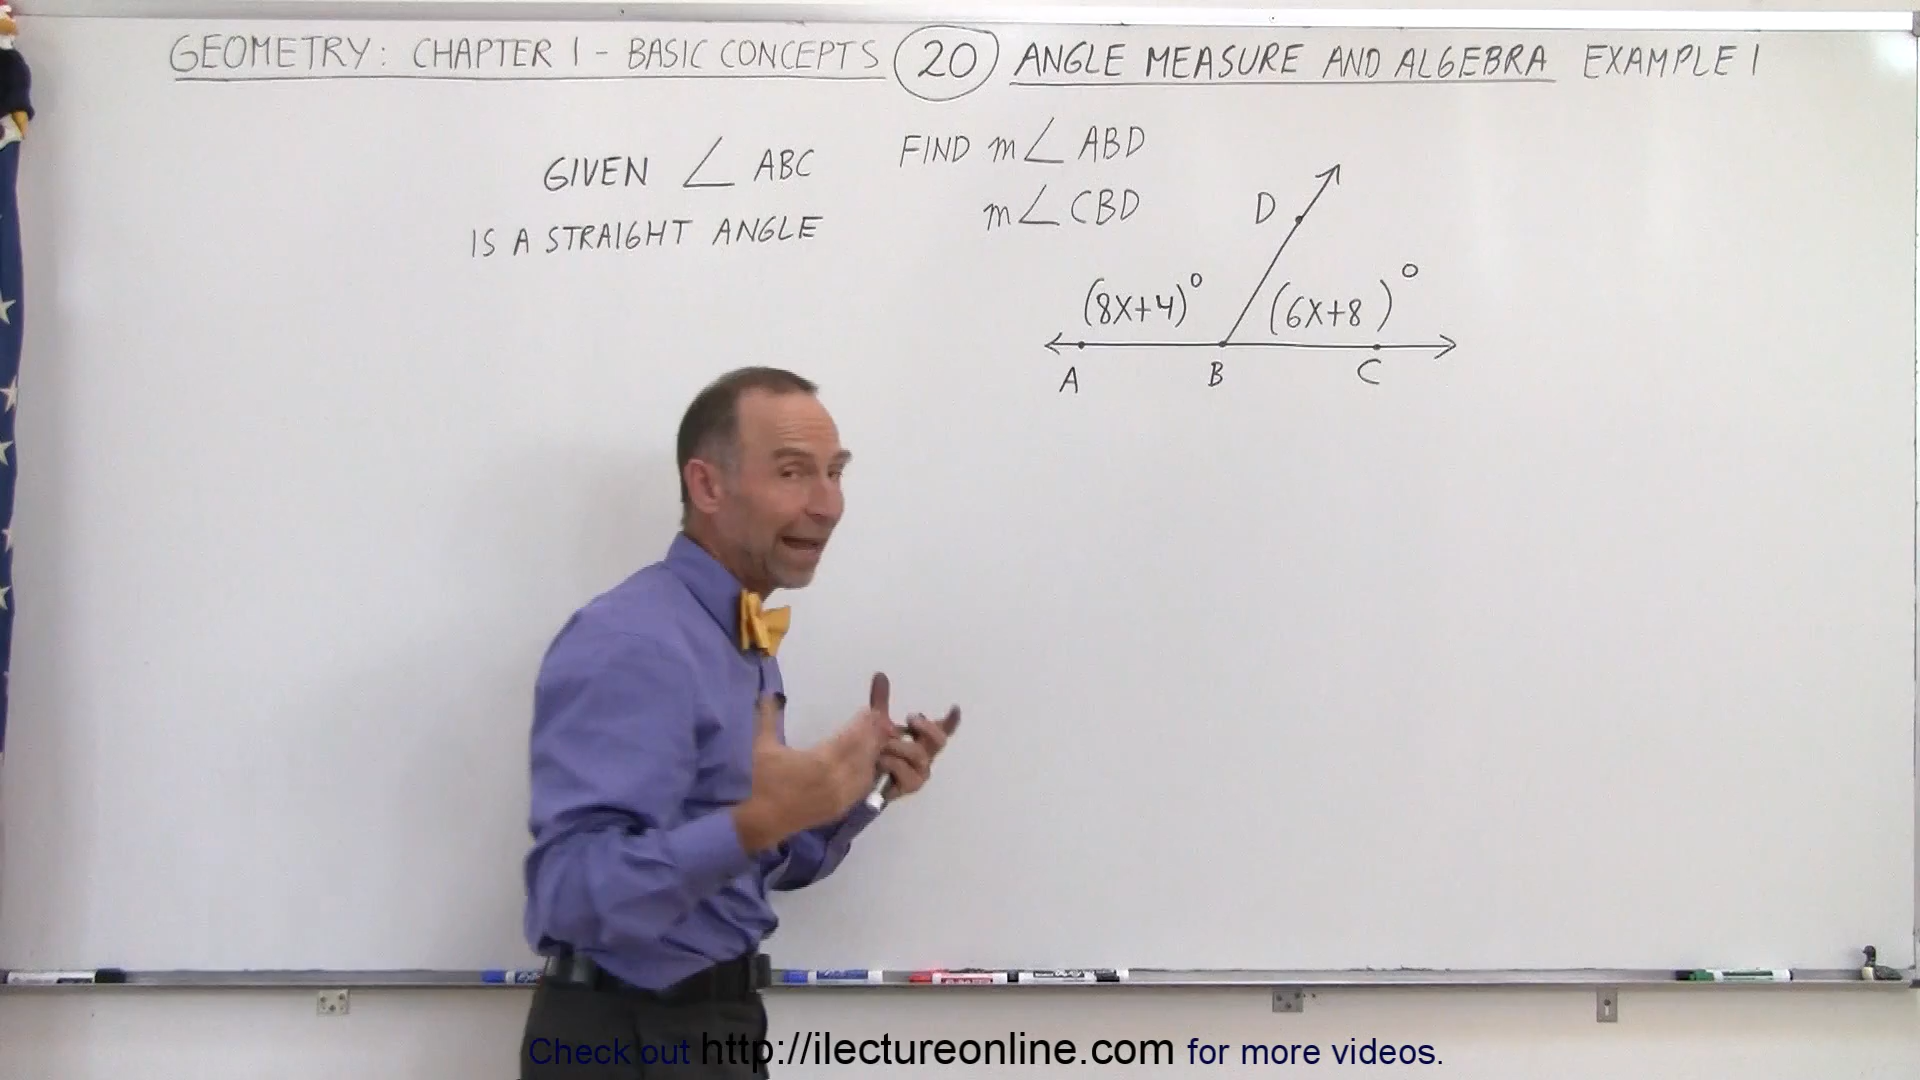 GEOMETRY: CHAPTER 1 - BASIC CONCEPTS 20 ANGLE MEASURE AND ALGEBRA EXAMPLE 1
GIVEN ∠ ABC
IS A STRAIGHT ANGLE
FIND m∠ ABD
m∠CBD
D
(8X+4)° (6X+8)°
A B C
Check out http://ilectureonline.com for more videos.